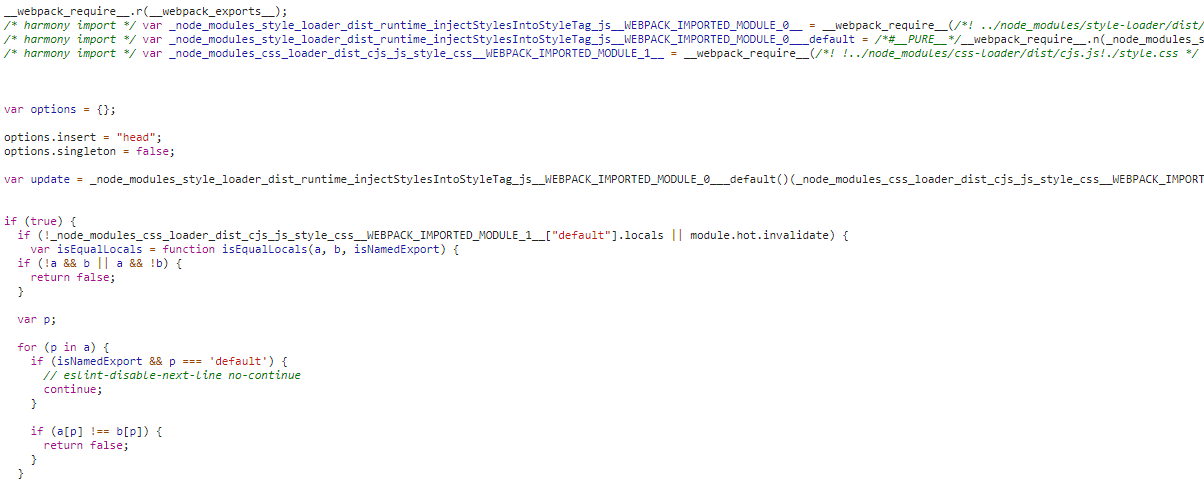 __webpack_require__.r(__webpack_exports__);
/* harmony import */ var _node_modules_style_loader_dist_runtime_injectStylesIntoStyleTag_js__WEBPACK_IMPORTED_MODULE_0__ = __webpack_require__(/*! ../node_modules/style-loader/dist/
/* harmony import */ var _node_modules_style_loader_dist_runtime_injectStylesIntoStyleTag_js__WEBPACK_IMPORTED_MODULE_0___default = /*#__PURE__*/__webpack_require__.n(_node_modules_s
/* harmony import */ var _node_modules_css_loader_dist_cjs_js_style_css__WEBPACK_IMPORTED_MODULE_1__ = __webpack_require__(/*! !../node_modules/css-loader/dist/cjs.js!./style.css */
var options = {};
options.insert = "head";
options.singleton = false;
var update = _node_modules_style_loader_dist_runtime_injectStylesIntoStyleTag_js__WEBPACK_IMPORTED_MODULE_0___default()(_node_modules_css_loader_dist_cjs_js_style_css__WEBPACK_IMPORT
if (true) {
if (!_node_modules_css_loader_dist_cjs_js_style_css__WEBPACK_IMPORTED_MODULE_1__["default"].locals || module.hot.invalidate) {
var isEqualLocals = function isEqualLocals(a, b, isNamedExport) {
if (!a && b || a && !b) {
return false;
}
var p;
for (p in a) {
if (isNamedExport && p === 'default') {
// eslint-disable-next-line no-continue
continue;
}
if (a[p] !== b[p]) {
return false;
}
}